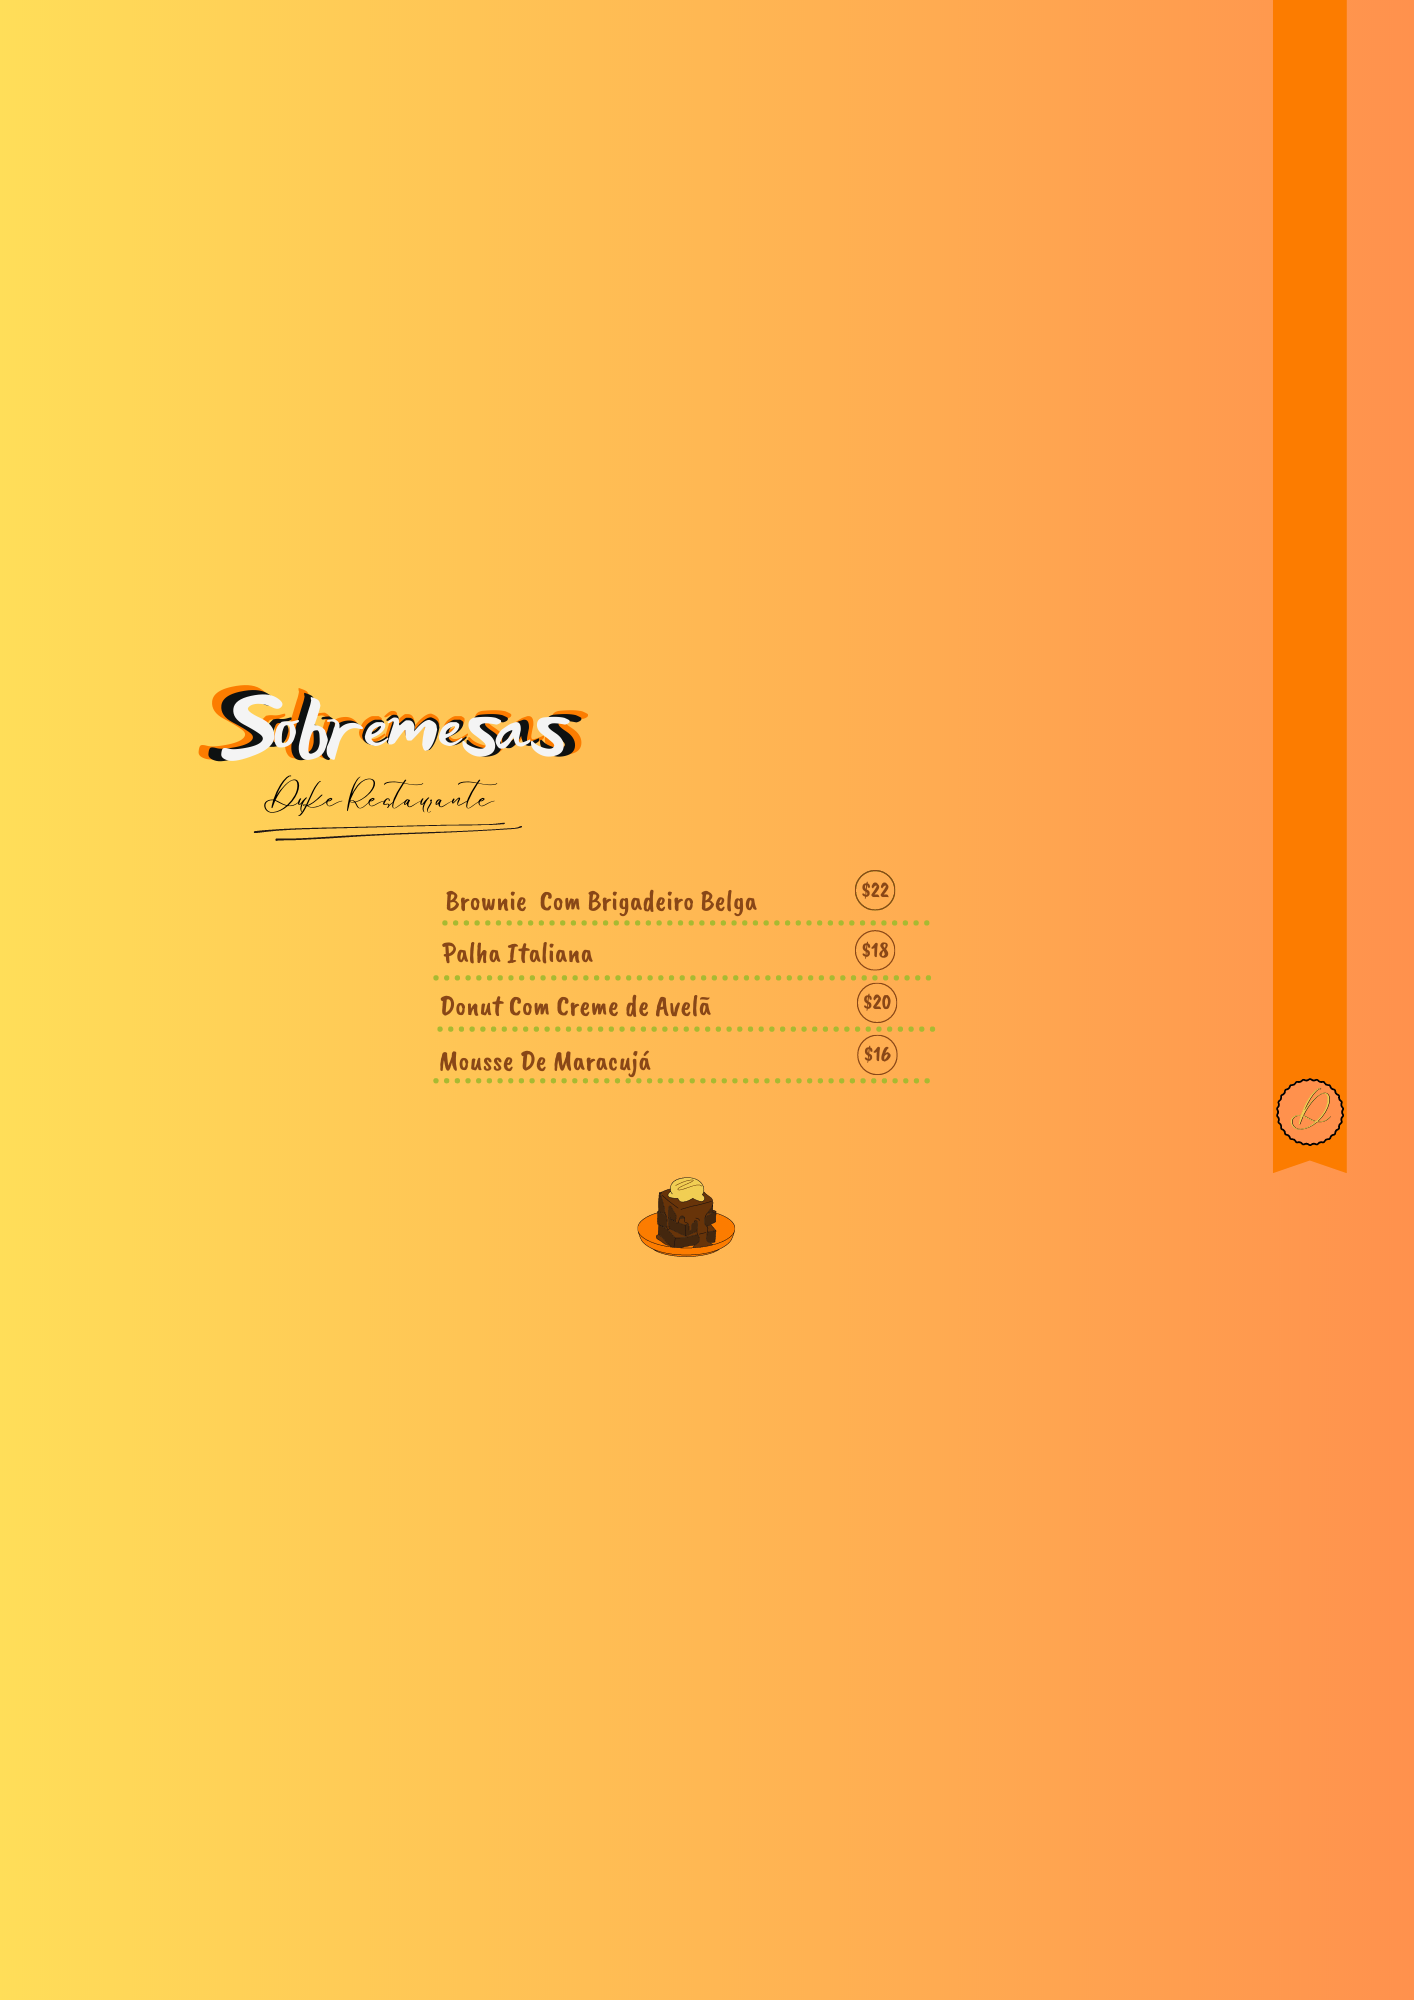 Sobremesas
Duke Restaurante
Brownie Com Brigadeiro Belga $22
Palha Italiana $18
Donut Com Creme de Avelã $20
Mousse De Maracujá $16
D